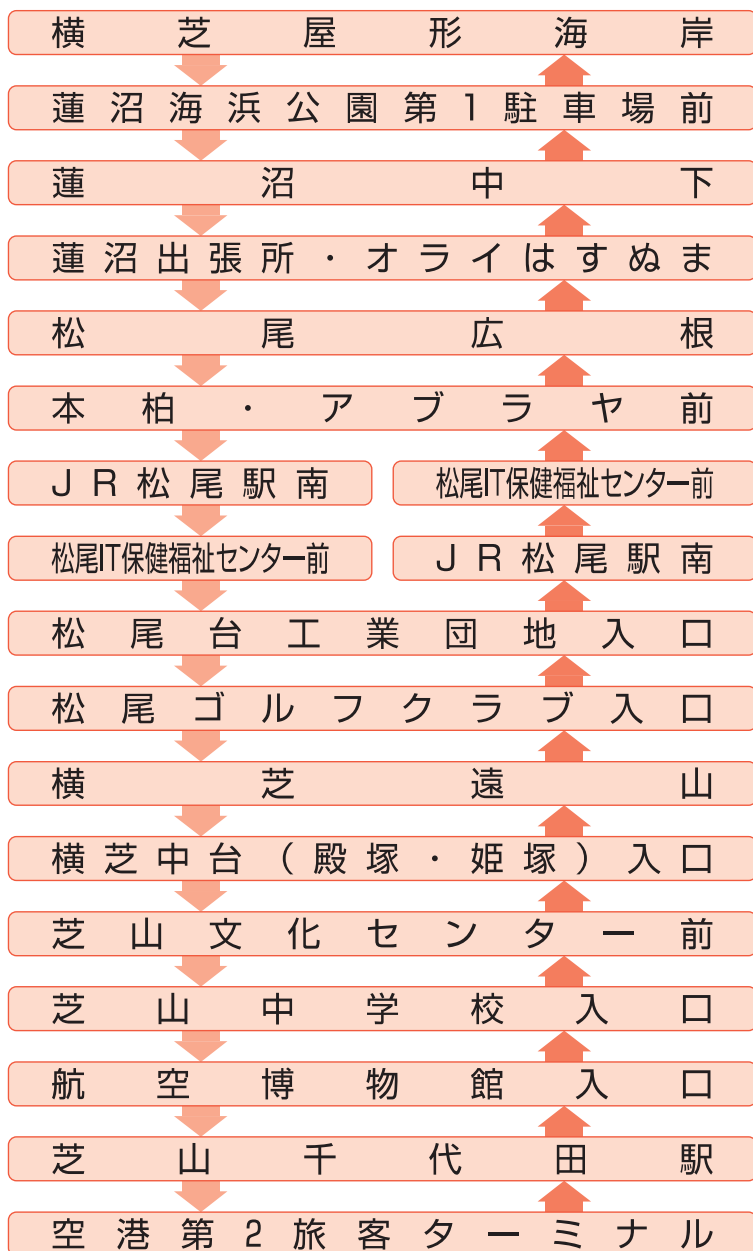 横芝屋形海岸
蓮沼海浜公園第1駐車場前
蓮沼中下
蓮沼出張所・オライはすぬま
松尾広根
本柏・アブラヤ前
JR松尾駅南
松尾IT保健福祉センター前
松尾IT保健福祉センター前
JR松尾駅南
松尾台工業団地入口
松尾ゴルフクラブ入口
横芝遠山
横芝中台(殿塚・姫塚)入口
芝山文化センター前
芝山中学校入口
航空博物館入口
芝山千代田駅
空港第2旅客ターミナル